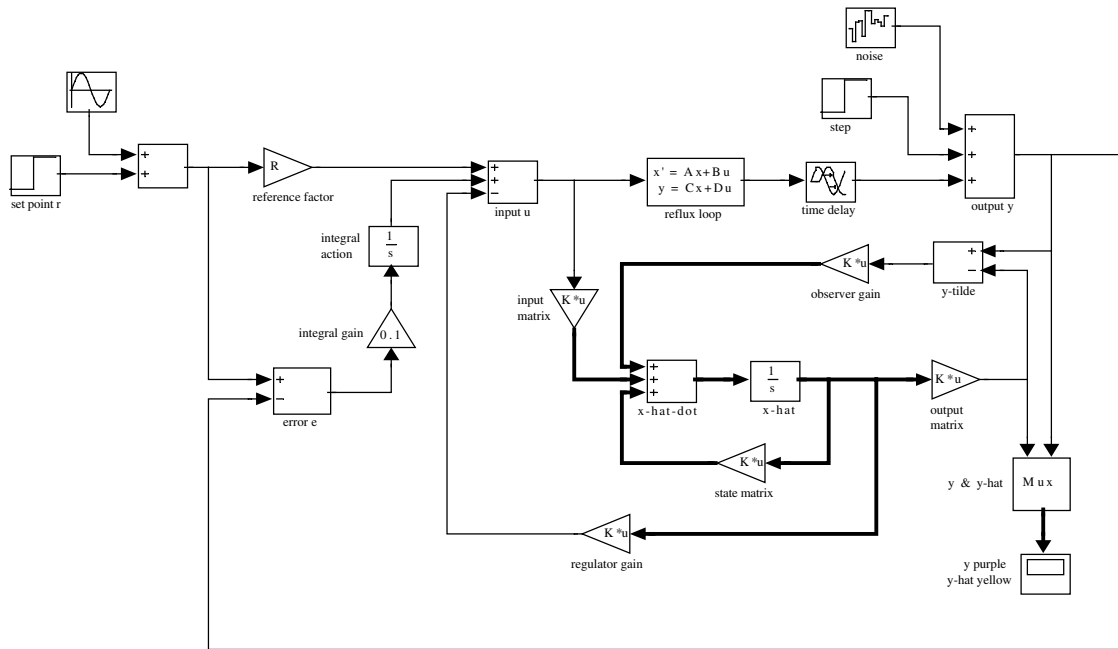 noise
step
+
+
+
output y
+
+
set point r
R
reference factor
+
+
−
input u
x' = Ax+Bu
y = Cx+Du
reflux loop
time delay
integral
action
1
s
K*u
observer gain
+
−
y-tilde
input
matrix
K*u
integral gain
0.1
+
−
error e
+
+
+
x-hat-dot
1
s
x-hat
K*u
output
matrix
K*u
state matrix
y & y-hat
Mux
K*u
regulator gain
y purple
y-hat yellow